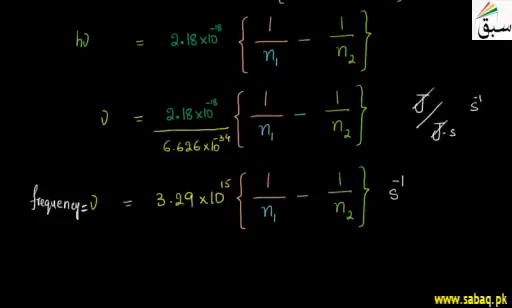 سبق
hν = 2.18×10⁻¹⁸ { 1/n₁ − 1/n₂ }
ν = 2.18×10⁻¹⁸/6.626×10⁻³⁴ { 1/n₁ − 1/n₂ } J/J.s s⁻¹
frequency=ν = 3.29×10¹⁵ { 1/n₁ − 1/n₂ } s⁻¹
www.sabaq.pk